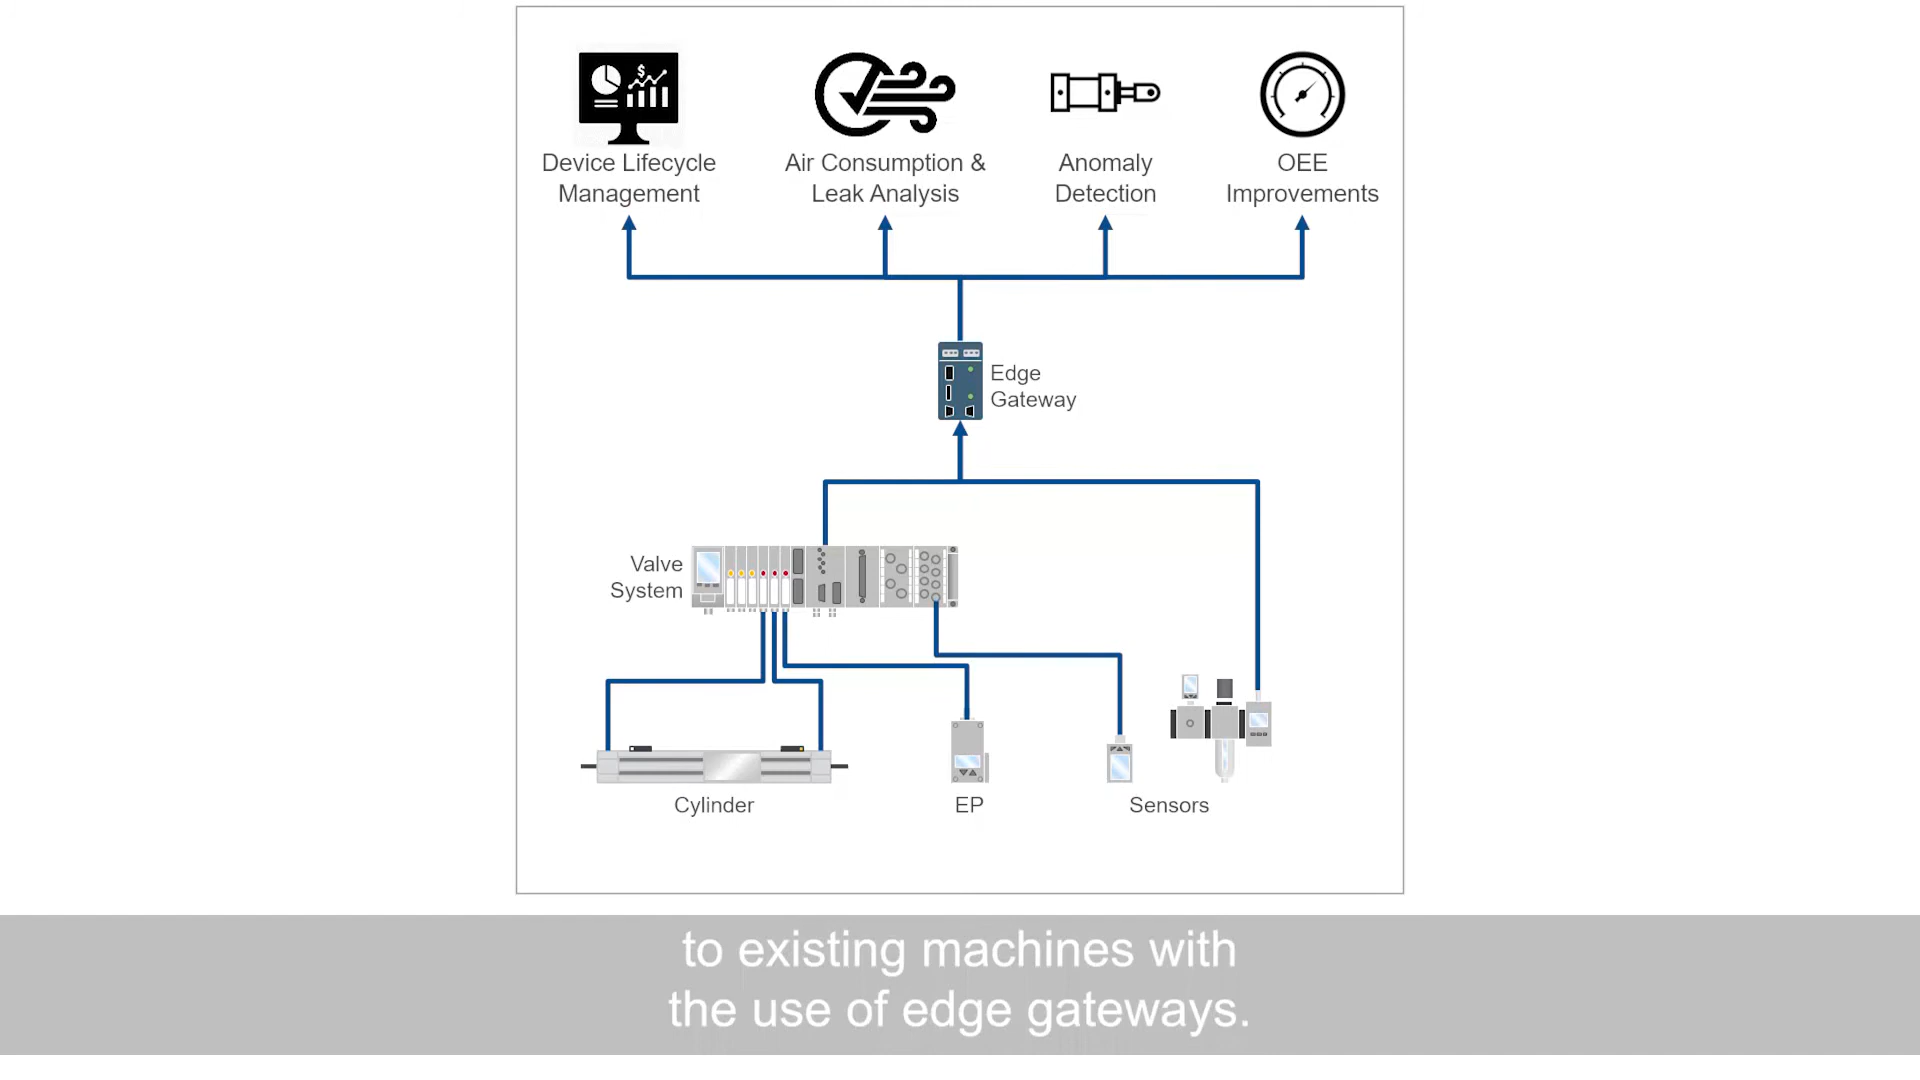 Device Lifecycle
Management
Air Consumption &
Leak Analysis
Anomaly
Detection
OEE
Improvements
Edge
Gateway
Valve
System
Cylinder
EP
Sensors
to existing machines with
the use of edge gateways.